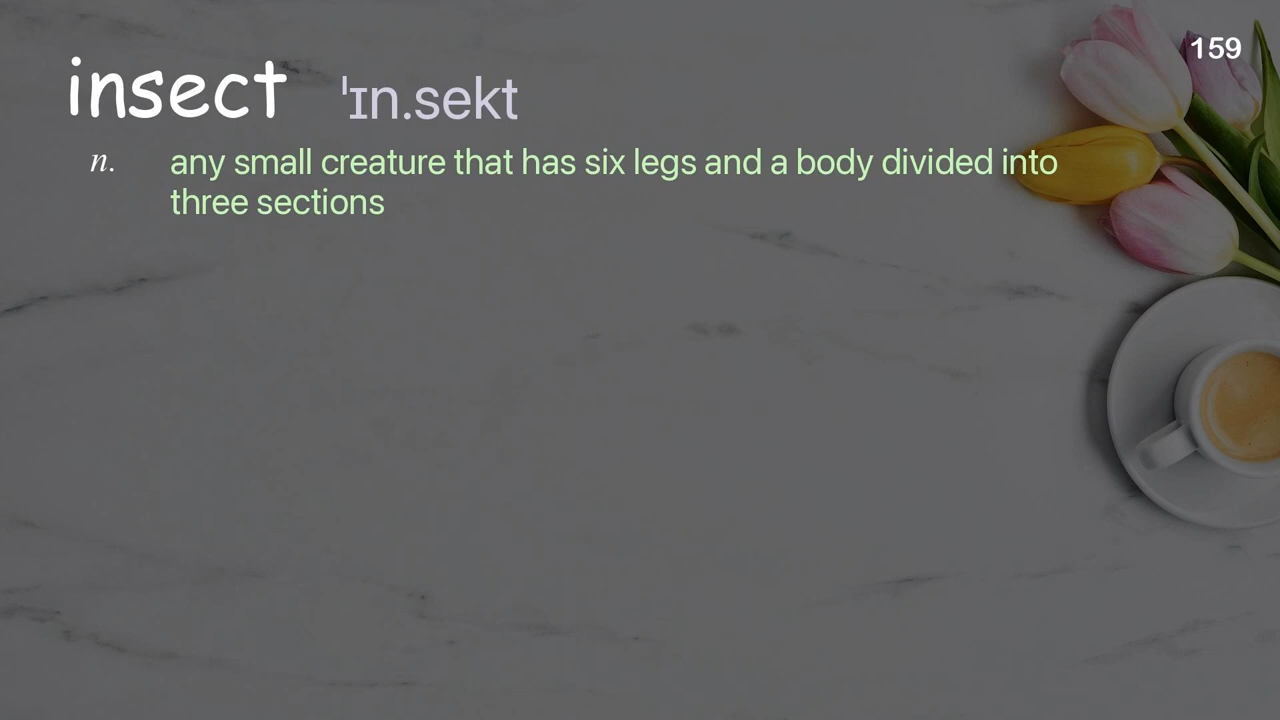 159
insect ˈɪn.sekt
n. any small creature that has six legs and a body divided into
three sections